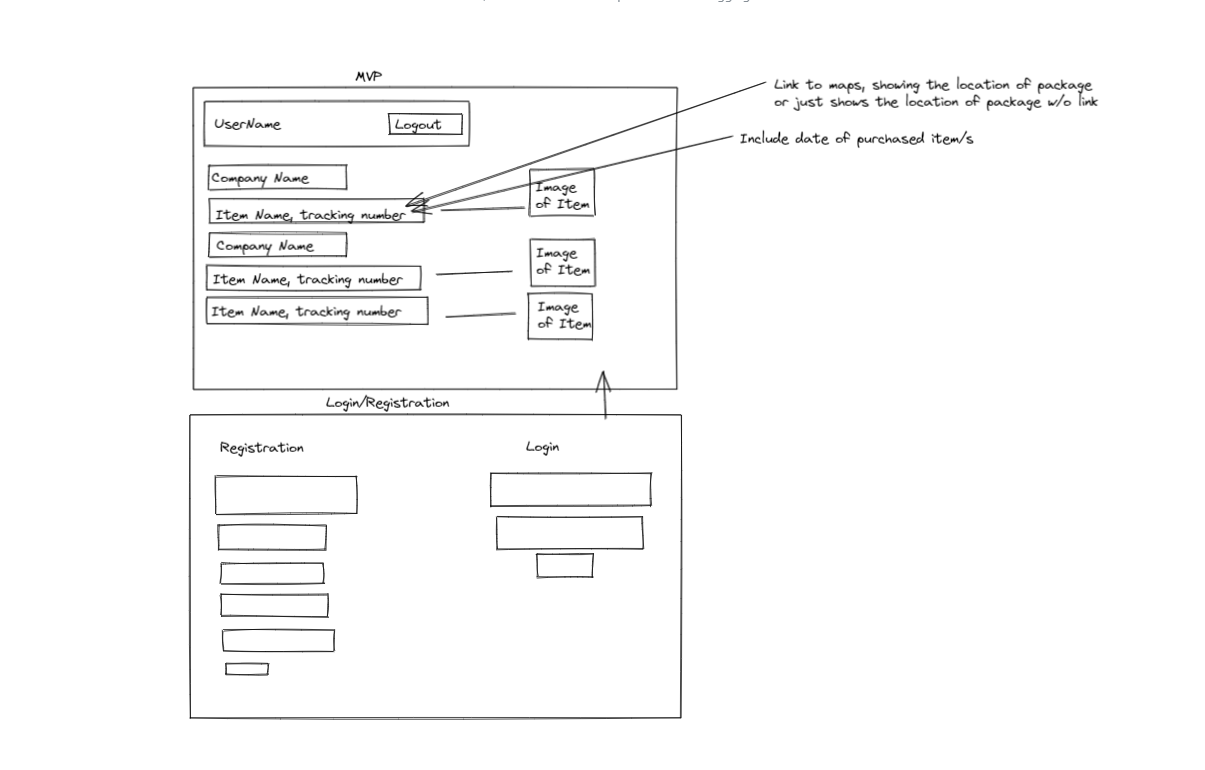 MVP
UserName
Logout
Link to maps, showing the location of package
or just shows the location of package w/o link
Include date of purchased item/s
Company Name
Item Name, tracking number
Image
of Item
Company Name
Item Name, tracking number
Image
of Item
Item Name, tracking number
Image
of Item
Login/Registration
Registration
Login